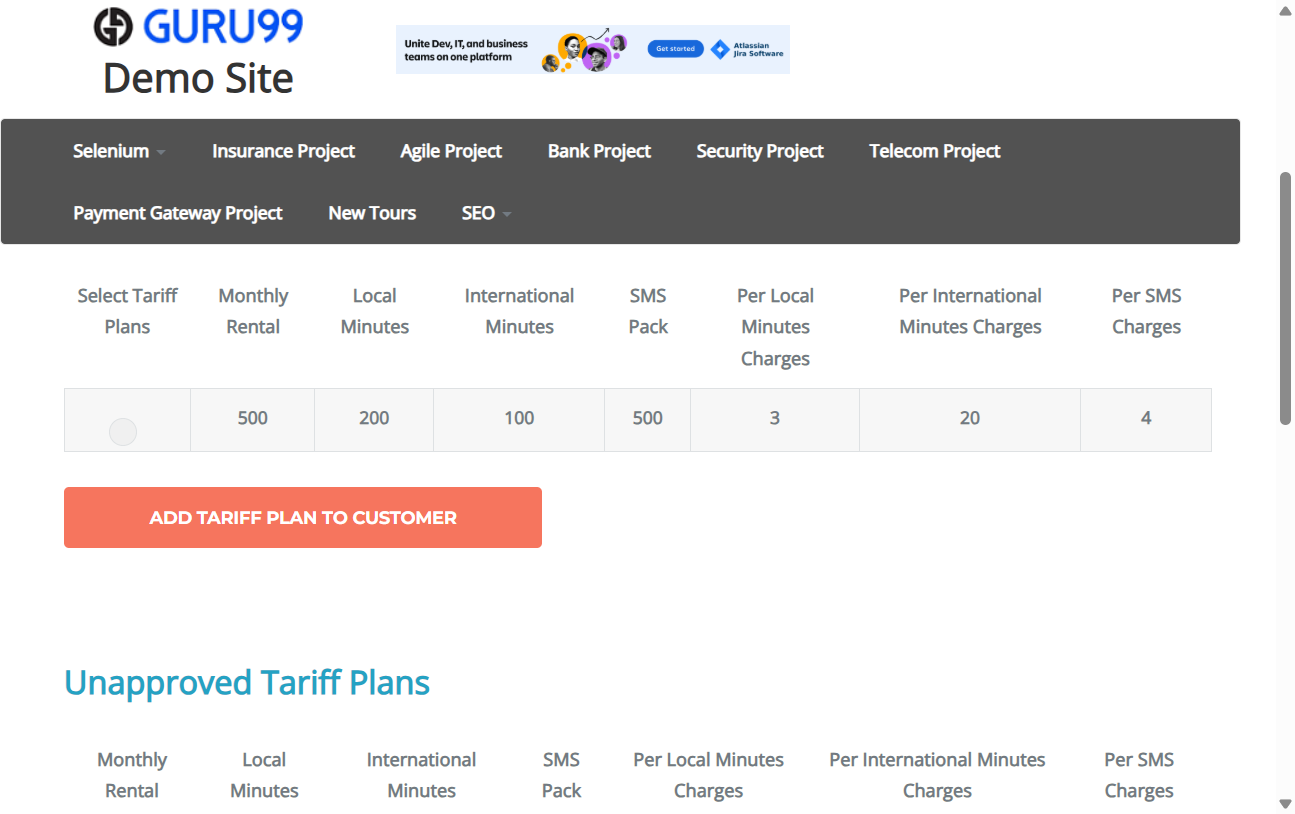 GURU99
Demo Site
Unite Dev, IT, and business
teams on one platform
Get started
Atlassian
Jira Software
Selenium
Insurance Project
Agile Project
Bank Project
Security Project
Telecom Project
Payment Gateway Project
New Tours
SEO
Select Tariff
Plans
Monthly
Rental
Local
Minutes
International
Minutes
SMS
Pack
Per Local
Minutes
Charges
Per International
Minutes Charges
Per SMS
Charges
500
200
100
500
3
20
4
ADD TARIFF PLAN TO CUSTOMER
Unapproved Tariff Plans
Monthly
Rental
Local
Minutes
International
Minutes
SMS
Pack
Per Local Minutes
Charges
Per International Minutes
Charges
Per SMS
Charges